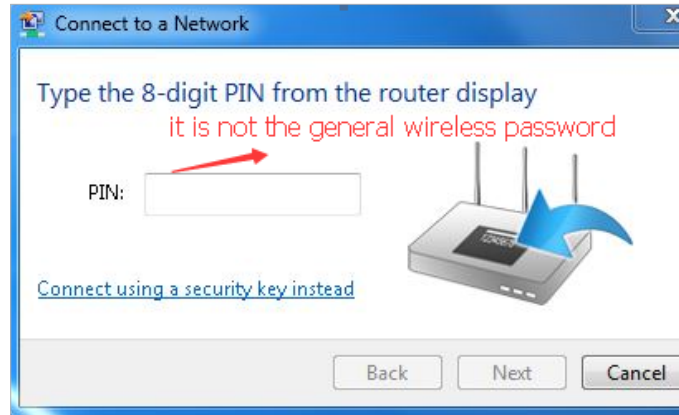 Connect to a Network
Type the 8-digit PIN from the router display
it is not the general wireless password
PIN:
12345670
Connect using a security key instead
Back Next Cancel